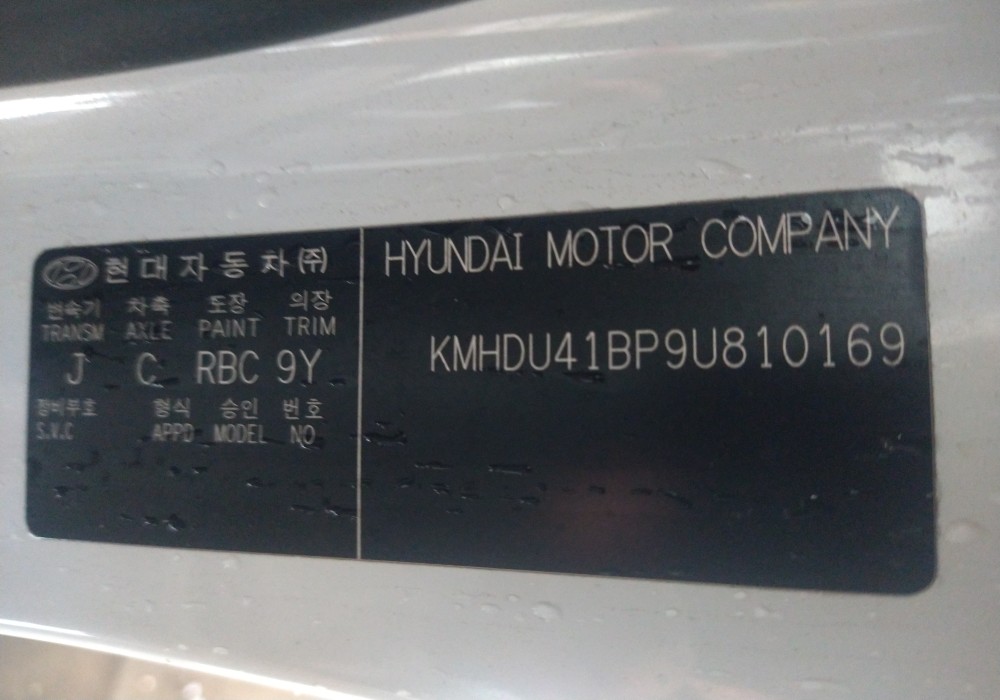 현대자동차(주)
변속기 차축 도장 의장
TRANSM AXLE PAINT TRIM
J C RBC 9Y
정비부호 형식 승인 번호
S.V.C APPD MODEL NO
HYUNDAI MOTOR COMPANY
KMHDU41BP9U810169